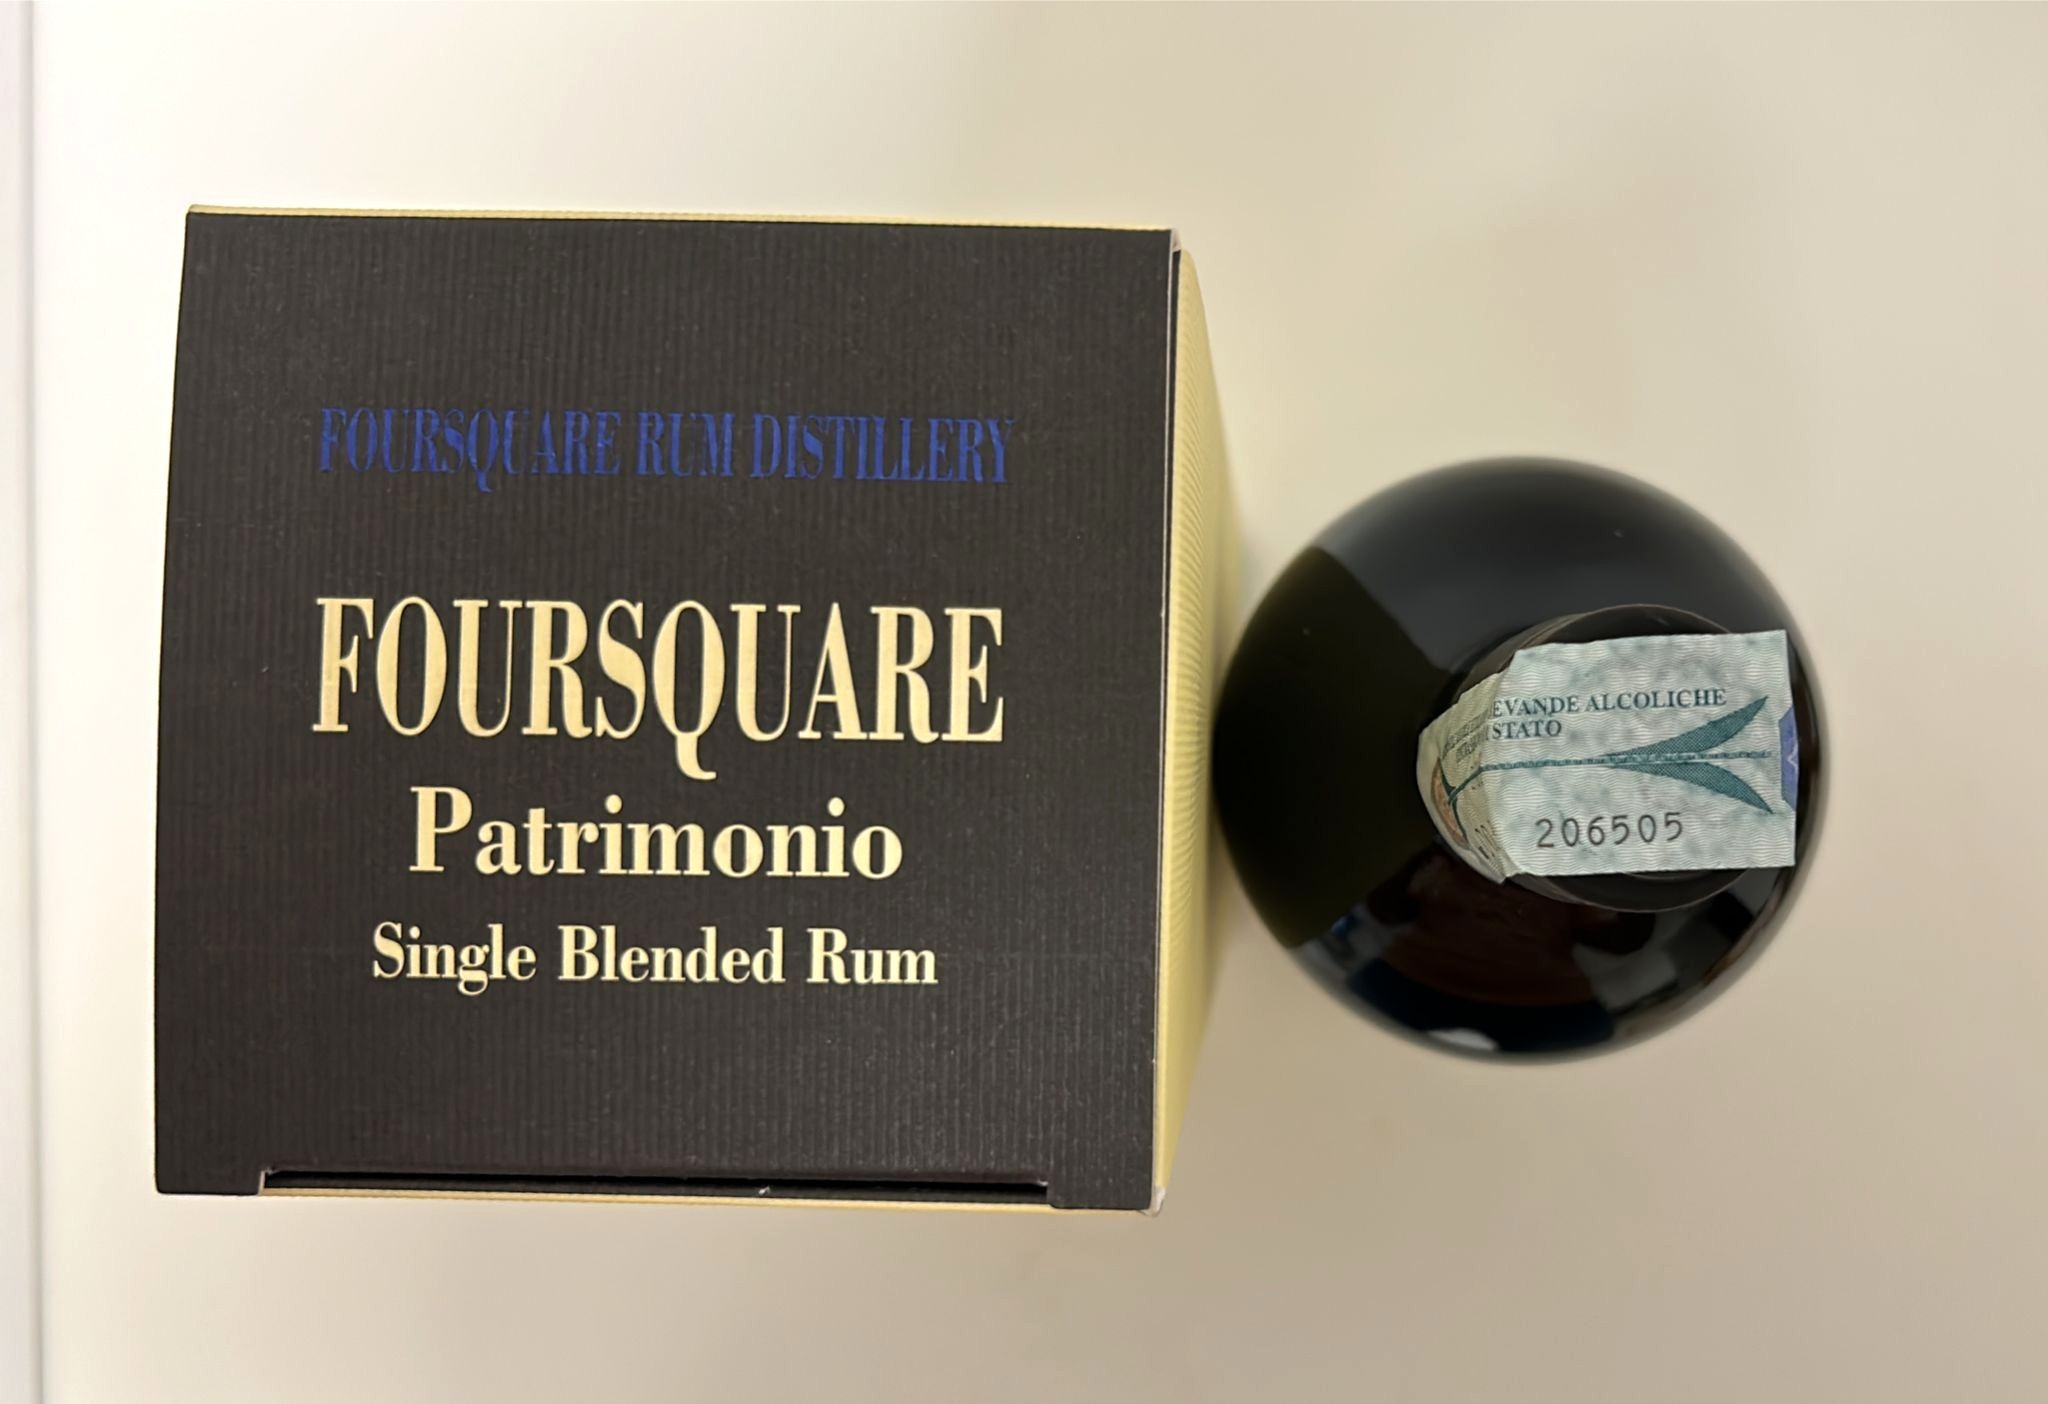 FOURSQUARE RUM DISTILLERY
FOURSQUARE
Patrimonio
Single Blended Rum
EVANDE ALCOLICHE
STATO
206505